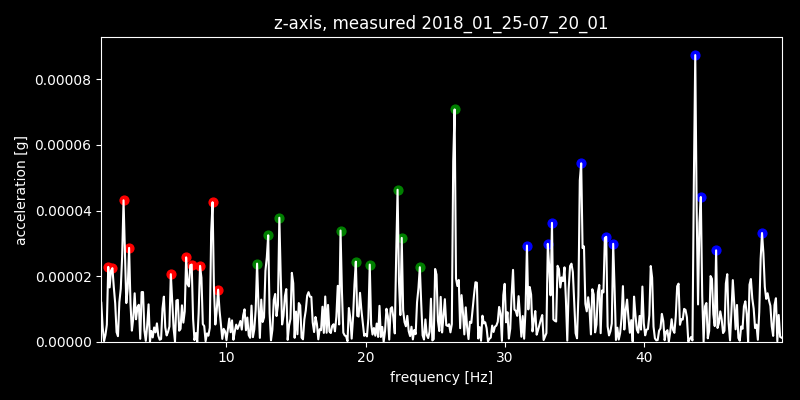 z-axis, measured 2018_01_25-07_20_01
0.00008
0.00006
0.00004
0.00002
0.00000
acceleration [g]
10 20 30 40
frequency [Hz]